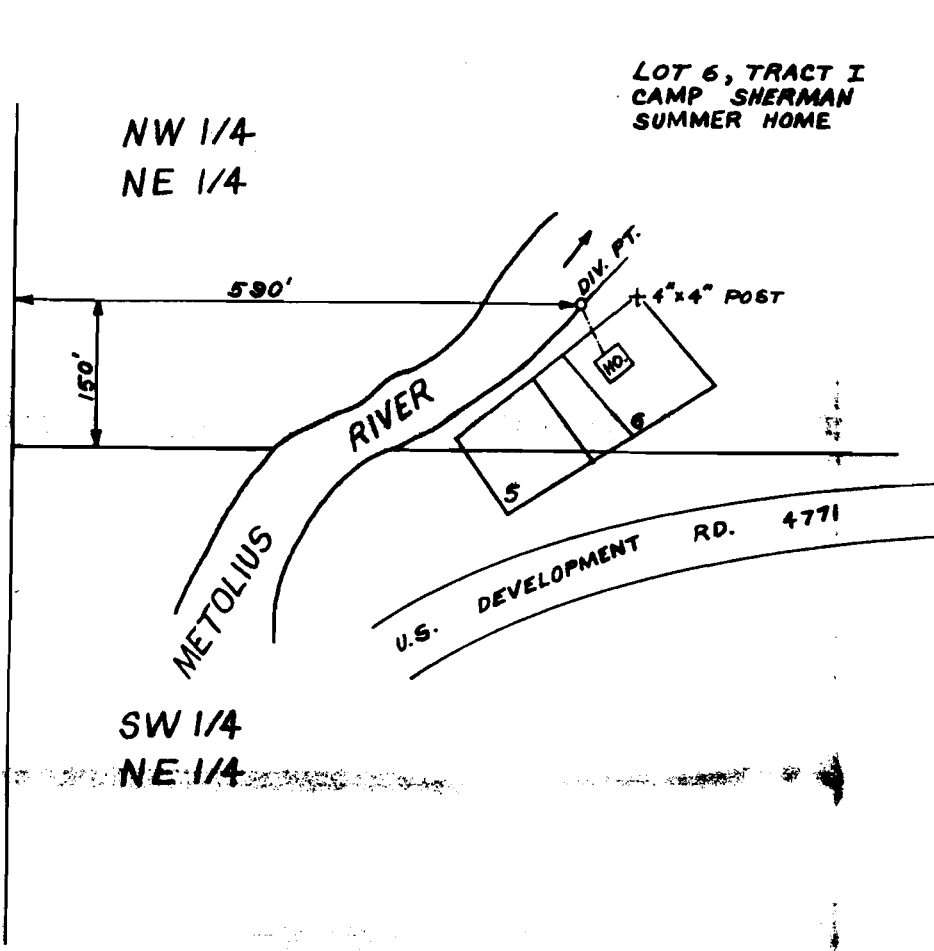 LOT 6, TRACT I
CAMP SHERMAN
SUMMER HOME
NW 1/4
NE 1/4
DIV. PT.
590'
4"x4" POST
150'
HO.
RIVER
6
5
METOLIUS
U.S. DEVELOPMENT RD. 4771
SW 1/4
NE 1/4